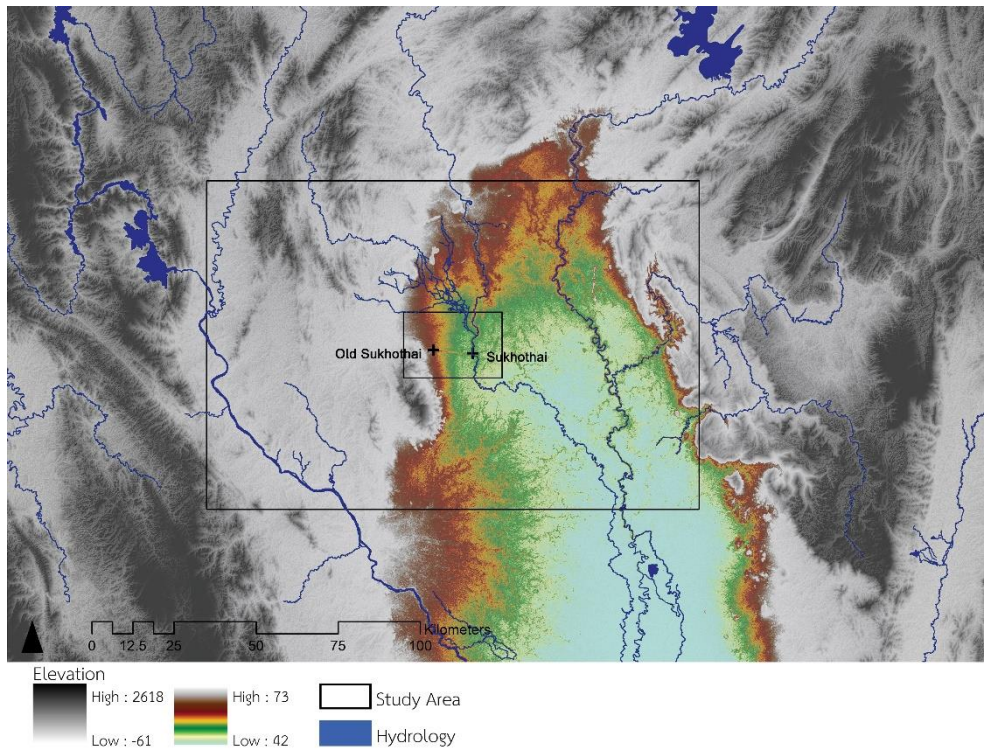 Old Sukhothai
Sukhothai
Kilometers
0 12.5 25 50 75 100
Elevation
High : 2618
Low : -61
High : 73
Low : 42
Study Area
Hydrology